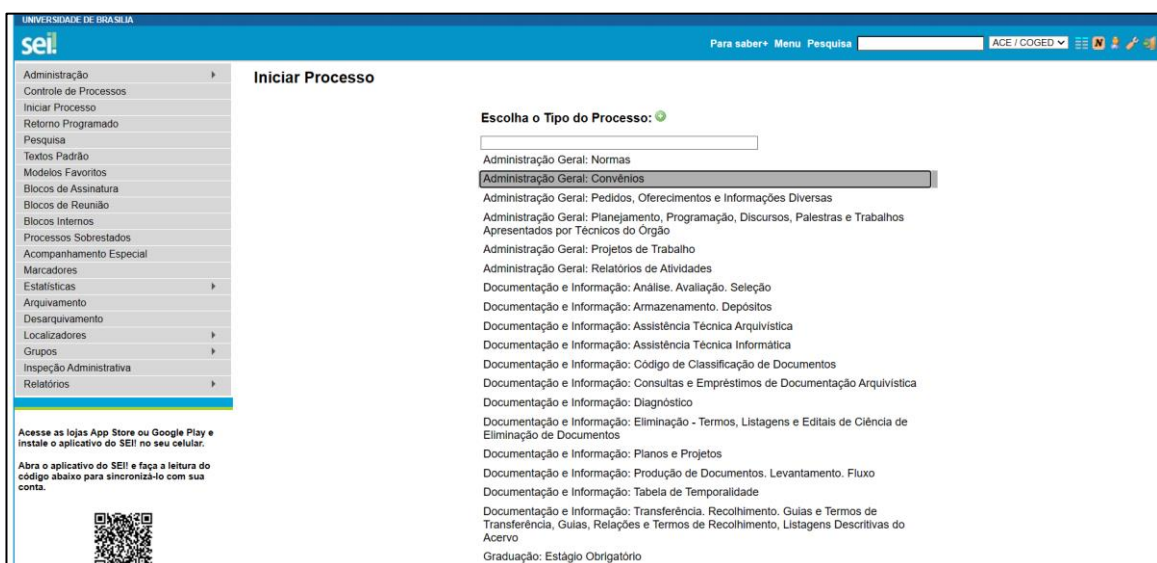 UNIVERSIDADE DE BRASÍLIA
sei!
Para saber+ Menu Pesquisa
ACE / COGED
N
Administração
Controle de Processos
Iniciar Processo
Retorno Programado
Pesquisa
Textos Padrão
Modelos Favoritos
Blocos de Assinatura
Blocos de Reunião
Blocos Internos
Processos Sobrestados
Acompanhamento Especial
Marcadores
Estatísticas
Arquivamento
Desarquivamento
Localizadores
Grupos
Inspeção Administrativa
Relatórios
Acesse as lojas App Store ou Google Play e
instale o aplicativo do SEI! no seu celular.
Abra o aplicativo do SEI! e faça a leitura do
código abaixo para sincronizá-lo com sua
conta.
Iniciar Processo
Escolha o Tipo do Processo:
Administração Geral: Normas
Administração Geral: Convênios
Administração Geral: Pedidos, Oferecimentos e Informações Diversas
Administração Geral: Planejamento, Programação, Discursos, Palestras e Trabalhos
Apresentados por Técnicos do Órgão
Administração Geral: Projetos de Trabalho
Administração Geral: Relatórios de Atividades
Documentação e Informação: Análise. Avaliação. Seleção
Documentação e Informação: Armazenamento. Depósitos
Documentação e Informação: Assistência Técnica Arquivística
Documentação e Informação: Assistência Técnica Informática
Documentação e Informação: Código de Classificação de Documentos
Documentação e Informação: Consultas e Empréstimos de Documentação Arquivística
Documentação e Informação: Diagnóstico
Documentação e Informação: Eliminação - Termos, Listagens e Editais de Ciência de
Eliminação de Documentos
Documentação e Informação: Planos e Projetos
Documentação e Informação: Produção de Documentos. Levantamento. Fluxo
Documentação e Informação: Tabela de Temporalidade
Documentação e Informação: Transferência. Recolhimento. Guias e Termos de
Transferência, Guias, Relações e Termos de Recolhimento, Listagens Descritivas do
Acervo
Graduação: Estágio Obrigatório